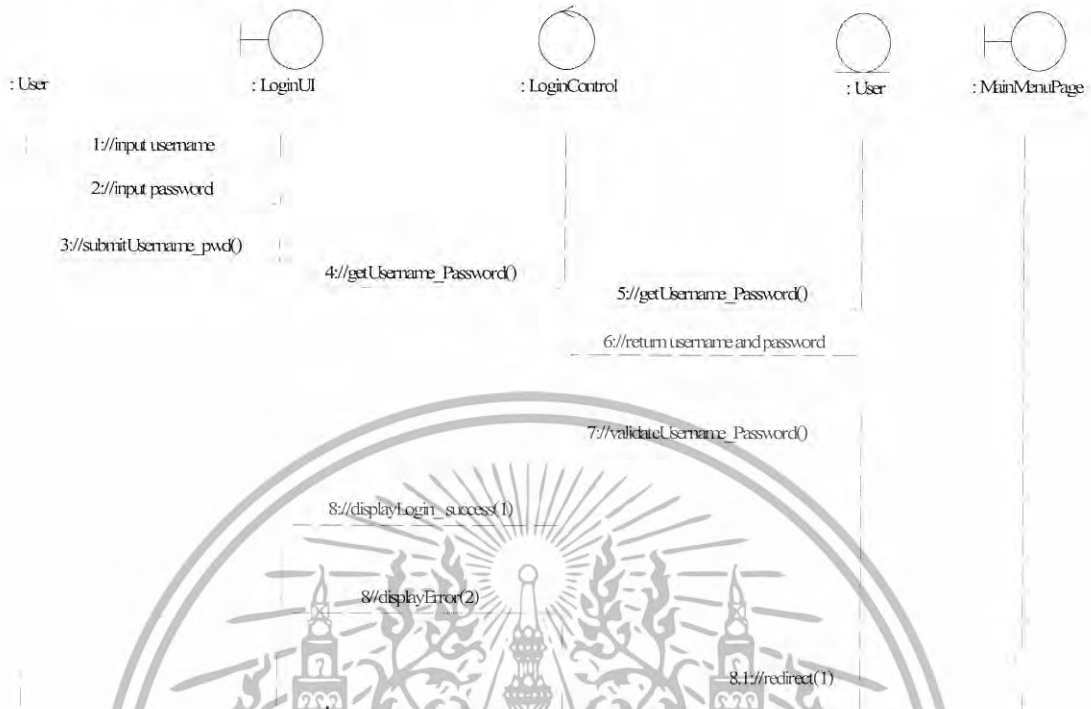 : User
: LoginUI
: LoginControl
: User
: MainMenuPage
1://input username
2://input password
3://submitUsername_pwd()
4://getUsername_Password()
5://getUsername_Password()
6://return username and password
7://validateUsername_Password()
8://displayLogin_success(1)
8//displayError(2)
8.1://redirect(1)